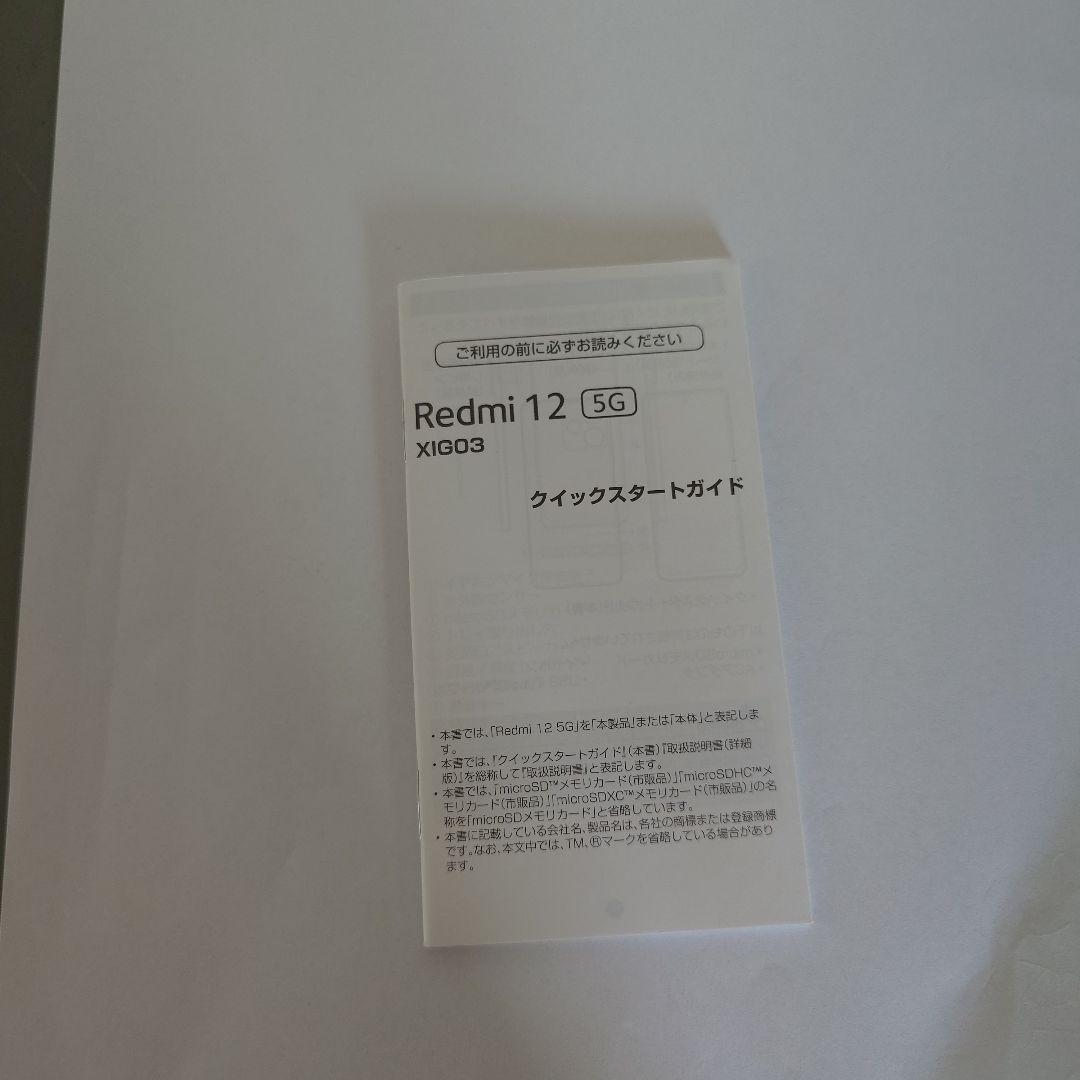 ご利用の前に必ずお読みください
Redmi 12 5G
XIG03
クイックスタートガイド
・本書では、「Redmi 12 5G」を「本製品」または「本体」と表記しま
す。
・本書では、『クイックスタートガイド』(本書)『取扱説明書(詳細
版)』を総称して『取扱説明書』と表記します。
・本書では、「microSD™メモリカード(市販品)」「microSDHC™メ
モリカード(市販品)」「microSDXC™メモリカード(市販品)」の名
称を「microSDメモリカード」と省略しています。
・本書に記載している会社名、製品名は、各社の商標または登録商標
です。なお、本文中では、TM、®マークを省略している場合があり
ます。